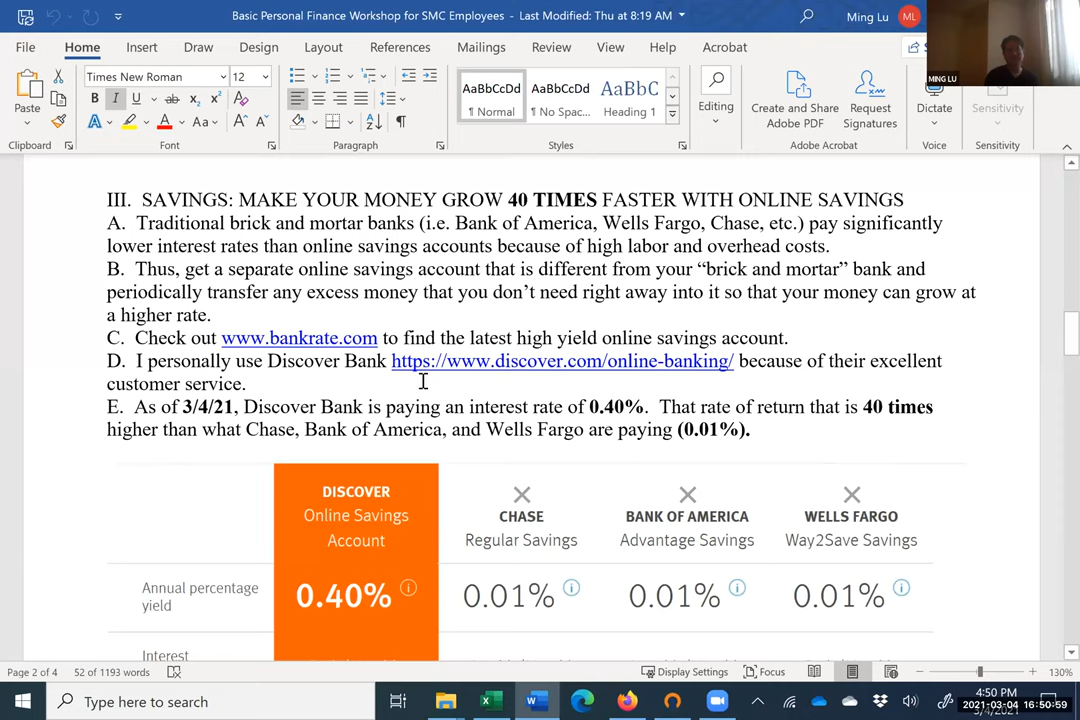 Basic Personal Finance Workshop for SMC Employees - Last Modified: Thu at 8:19 AM
Ming Lu
ML
File Home Insert Draw Design Layout References Mailings Review View Help Acrobat
MING LU
Times New Roman 12
AaBbCcDd AaBbCcDd AaBbC
¶ Normal ¶ No Spac... Heading 1
Paste
Editing
Create and Share Adobe PDF
Request Signatures
Dictate
Sensitivity
Clipboard Font Paragraph Styles Adobe Acrobat Voice Sensitivity
III. SAVINGS: MAKE YOUR MONEY GROW 40 TIMES FASTER WITH ONLINE SAVINGS
A. Traditional brick and mortar banks (i.e. Bank of America, Wells Fargo, Chase, etc.) pay significantly
lower interest rates than online savings accounts because of high labor and overhead costs.
B. Thus, get a separate online savings account that is different from your “brick and mortar” bank and
periodically transfer any excess money that you don’t need right away into it so that your money can grow at
a higher rate.
C. Check out www.bankrate.com to find the latest high yield online savings account.
D. I personally use Discover Bank https://www.discover.com/online-banking/ because of their excellent
customer service.
E. As of 3/4/21, Discover Bank is paying an interest rate of 0.40%. That rate of return that is 40 times
higher than what Chase, Bank of America, and Wells Fargo are paying (0.01%).
DISCOVER
Online Savings
Account
CHASE
Regular Savings
BANK OF AMERICA
Advantage Savings
WELLS FARGO
Way2Save Savings
Annual percentage
yield
0.40% 0.01% 0.01% 0.01%
Interest
Page 2 of 4 52 of 1193 words Display Settings Focus 130%
Type here to search
4:50 PM
2021-03-04 16:50:59